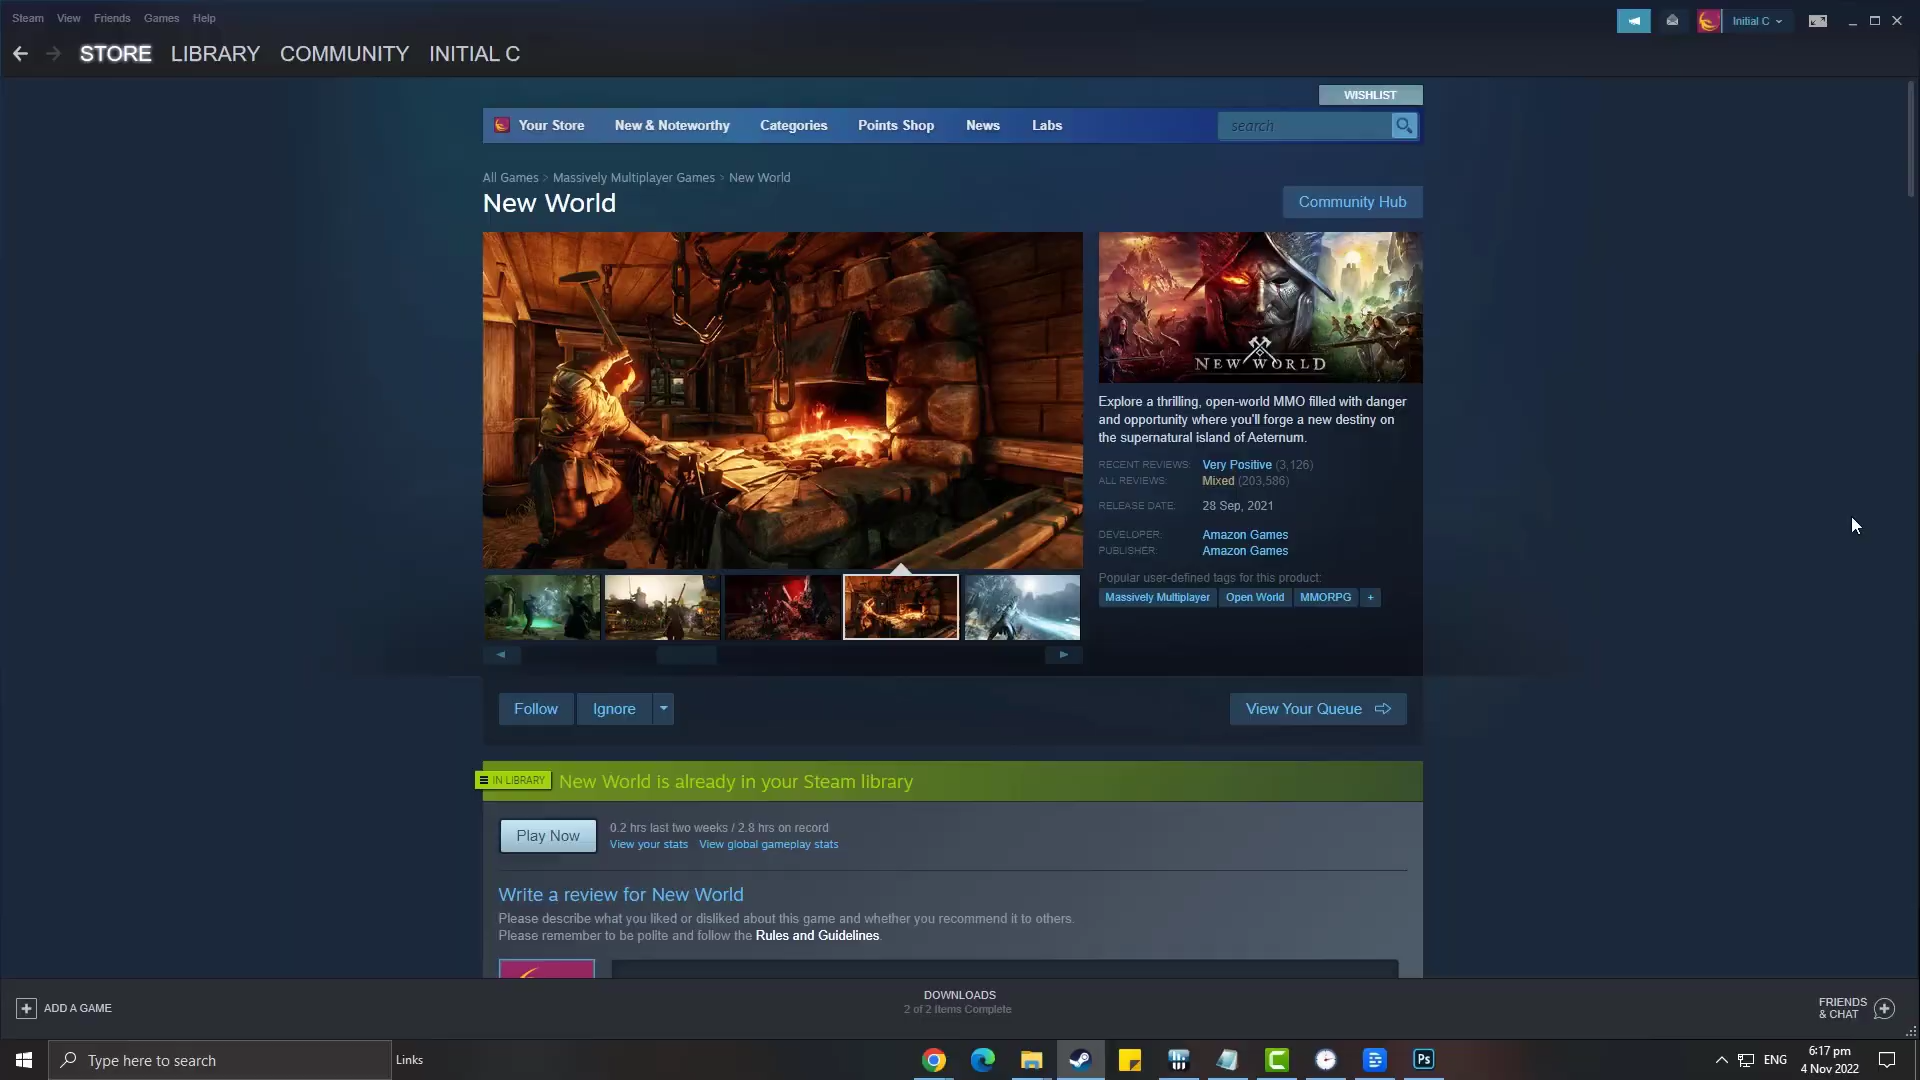 Steam View Friends Games Help
Initial C
STORE LIBRARY COMMUNITY INITIAL C
WISHLIST
Your Store New & Noteworthy Categories Points Shop News Labs
search
All Games > Massively Multiplayer Games > New World
New World
Community Hub
NEW WORLD
Explore a thrilling, open-world MMO filled with danger
and opportunity where you'll forge a new destiny on
the supernatural island of Aeternum.
RECENT REVIEWS: Very Positive (3,126)
ALL REVIEWS: Mixed (203,586)
RELEASE DATE: 28 Sep, 2021
DEVELOPER: Amazon Games
PUBLISHER: Amazon Games
Popular user-defined tags for this product:
Massively Multiplayer Open World MMORPG +
Follow Ignore
View Your Queue
IN LIBRARY New World is already in your Steam library
Play Now
0.2 hrs last two weeks / 2.8 hrs on record
View your stats View global gameplay stats
Write a review for New World
Please describe what you liked or disliked about this game and whether you recommend it to others.
Please remember to be polite and follow the Rules and Guidelines.
ADD A GAME
DOWNLOADS
2 of 2 Items Complete
FRIENDS
& CHAT
Type here to search
Links
Ps
ENG
6:17 pm
4 Nov 2022